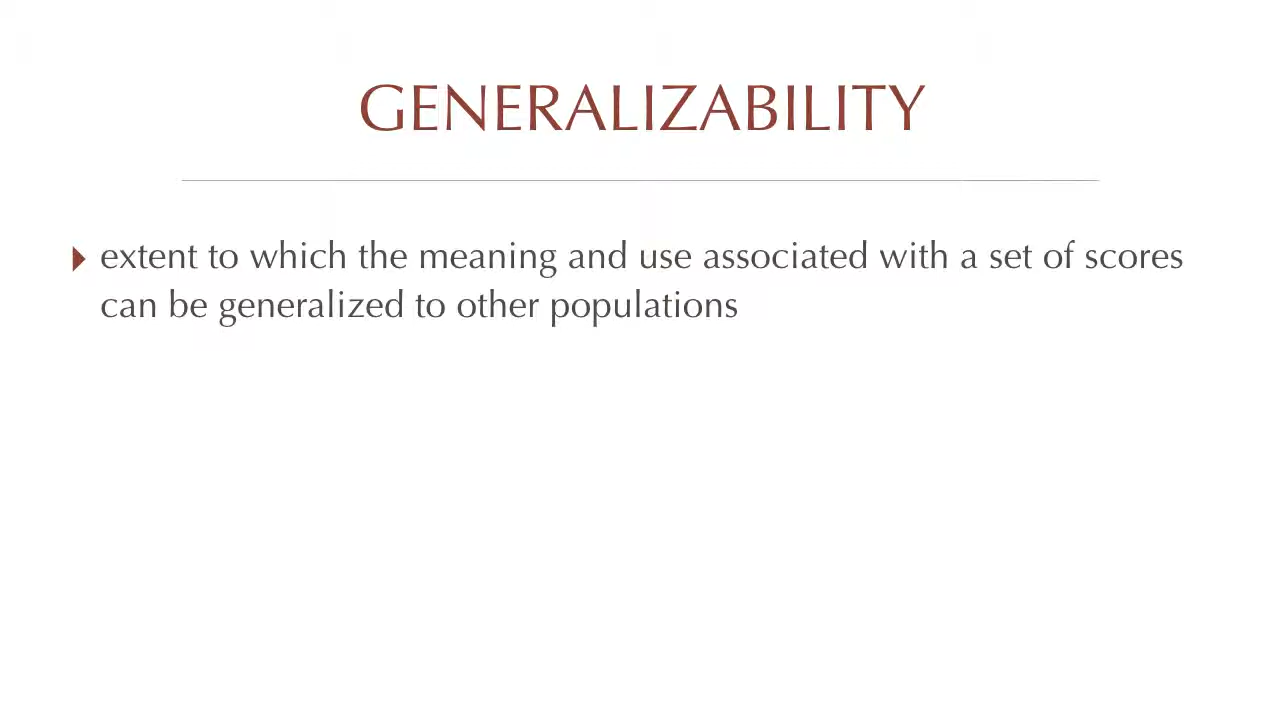 GENERALIZABILITY
extent to which the meaning and use associated with a set of scores
can be generalized to other populations